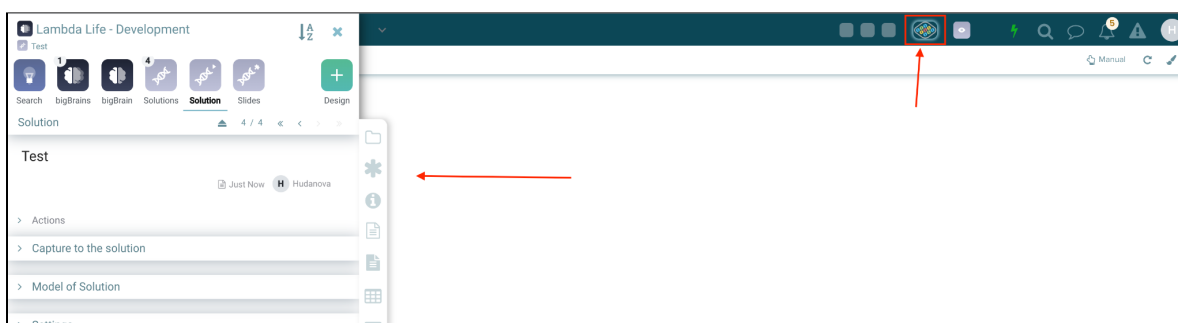 Lambda Life - Development
A
Z
Test
5
H
Manual
1
4
Search bigBrains bigBrain Solutions Solution Slides Design
Solution 4 / 4
Test
Just Now H Hudanova
Actions
Capture to the solution
Model of Solution